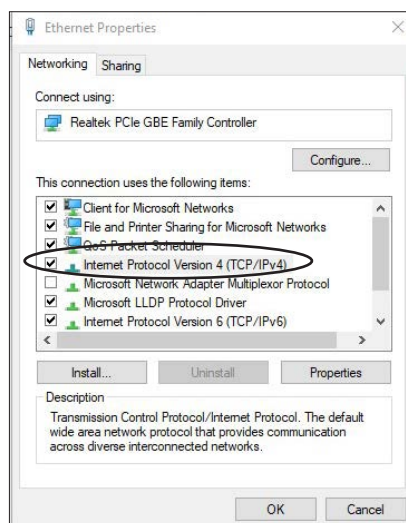 Ethernet Properties
Networking
Sharing
Connect using:
Realtek PCIe GBE Family Controller
Configure...
This connection uses the following items:
Client for Microsoft Networks
File and Printer Sharing for Microsoft Networks
QoS Packet Scheduler
Internet Protocol Version 4 (TCP/IPv4)
Microsoft Network Adapter Multiplexor Protocol
Microsoft LLDP Protocol Driver
Internet Protocol Version 6 (TCP/IPv6)
Install...
Uninstall
Properties
Description
Transmission Control Protocol/Internet Protocol. The default
wide area network protocol that provides communication
across diverse interconnected networks.
OK
Cancel